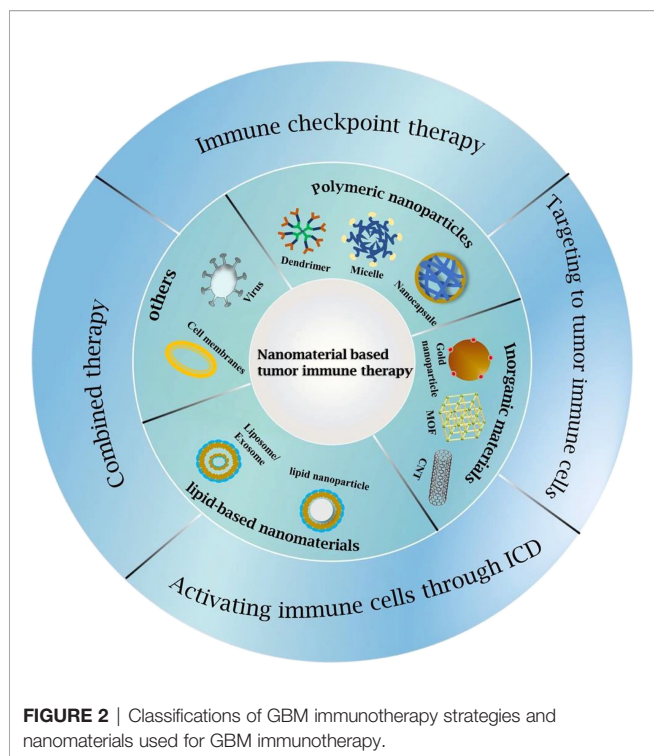 Immune checkpoint therapy
Targeting to tumor immune cells
Activating immune cells through ICD
Combined therapy
Polymeric nanoparticles
Dendrimer
Micelle
Nanocapsule
Inorganic materials
Gold
nanoparticle
MOF
CNT
lipid-based nanomaterials
Liposome/
Exosome
lipid nanoparticle
others
Virus
Cell membranes
Nanomaterial based
tumor immune therapy
FIGURE 2 | Classifications of GBM immunotherapy strategies and
nanomaterials used for GBM immunotherapy.